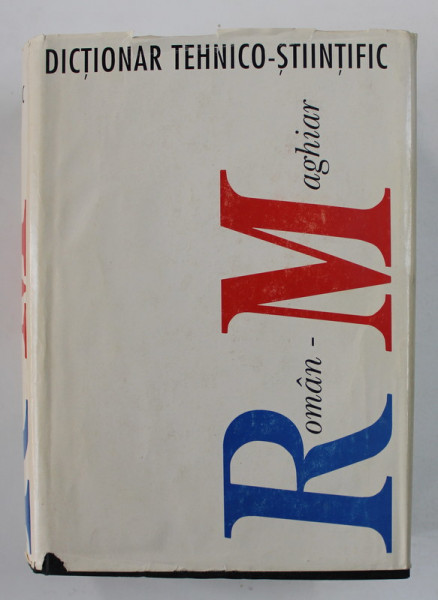 DICȚIONAR TEHNICO-ȘTIINȚIFIC
Român - Maghiar